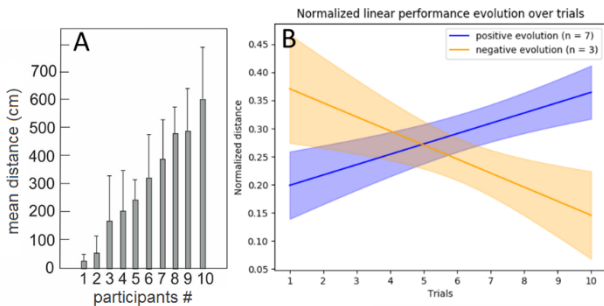 A
mean distance (cm)
700
600
500
400
300
200
100
0
1 2 3 4 5 6 7 8 9 10
participants #
Normalized linear performance evolution over trials
B
positive evolution (n = 7)
negative evolution (n = 3)
Normalized distance
0.45
0.40
0.35
0.30
0.25
0.20
0.15
0.10
0.05
1 2 3 4 5 6 7 8 9 10
Trials